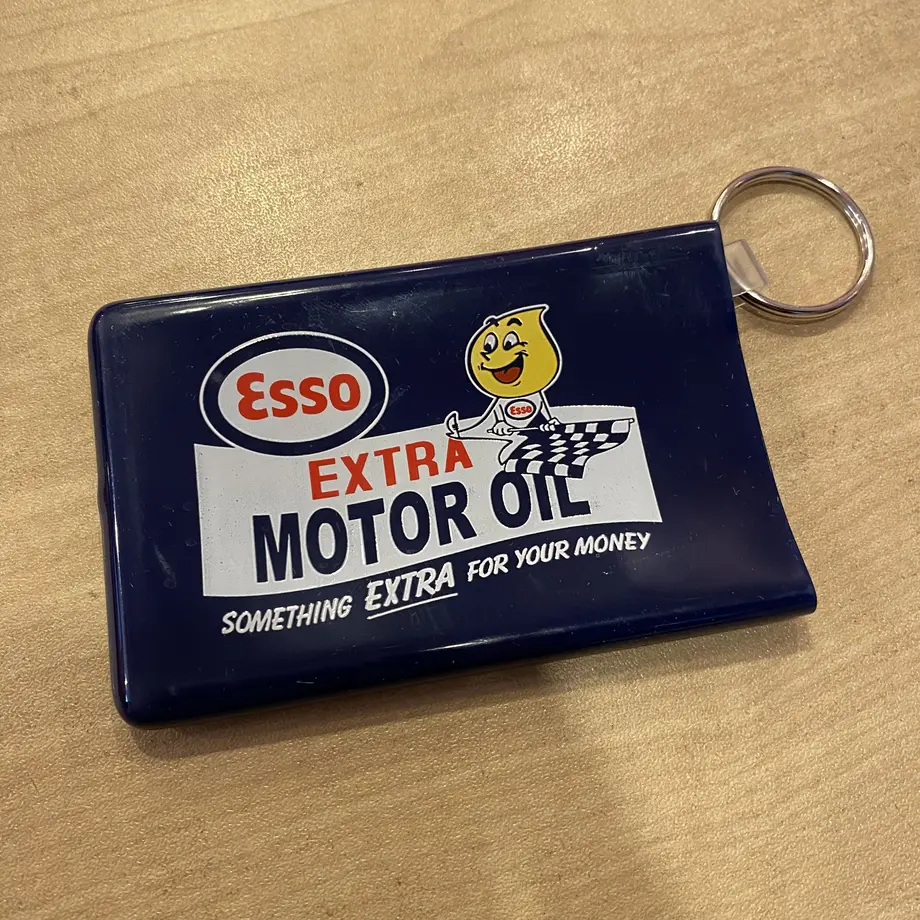 Esso
Esso
EXTRA
MOTOR OIL
SOMETHING EXTRA FOR YOUR MONEY